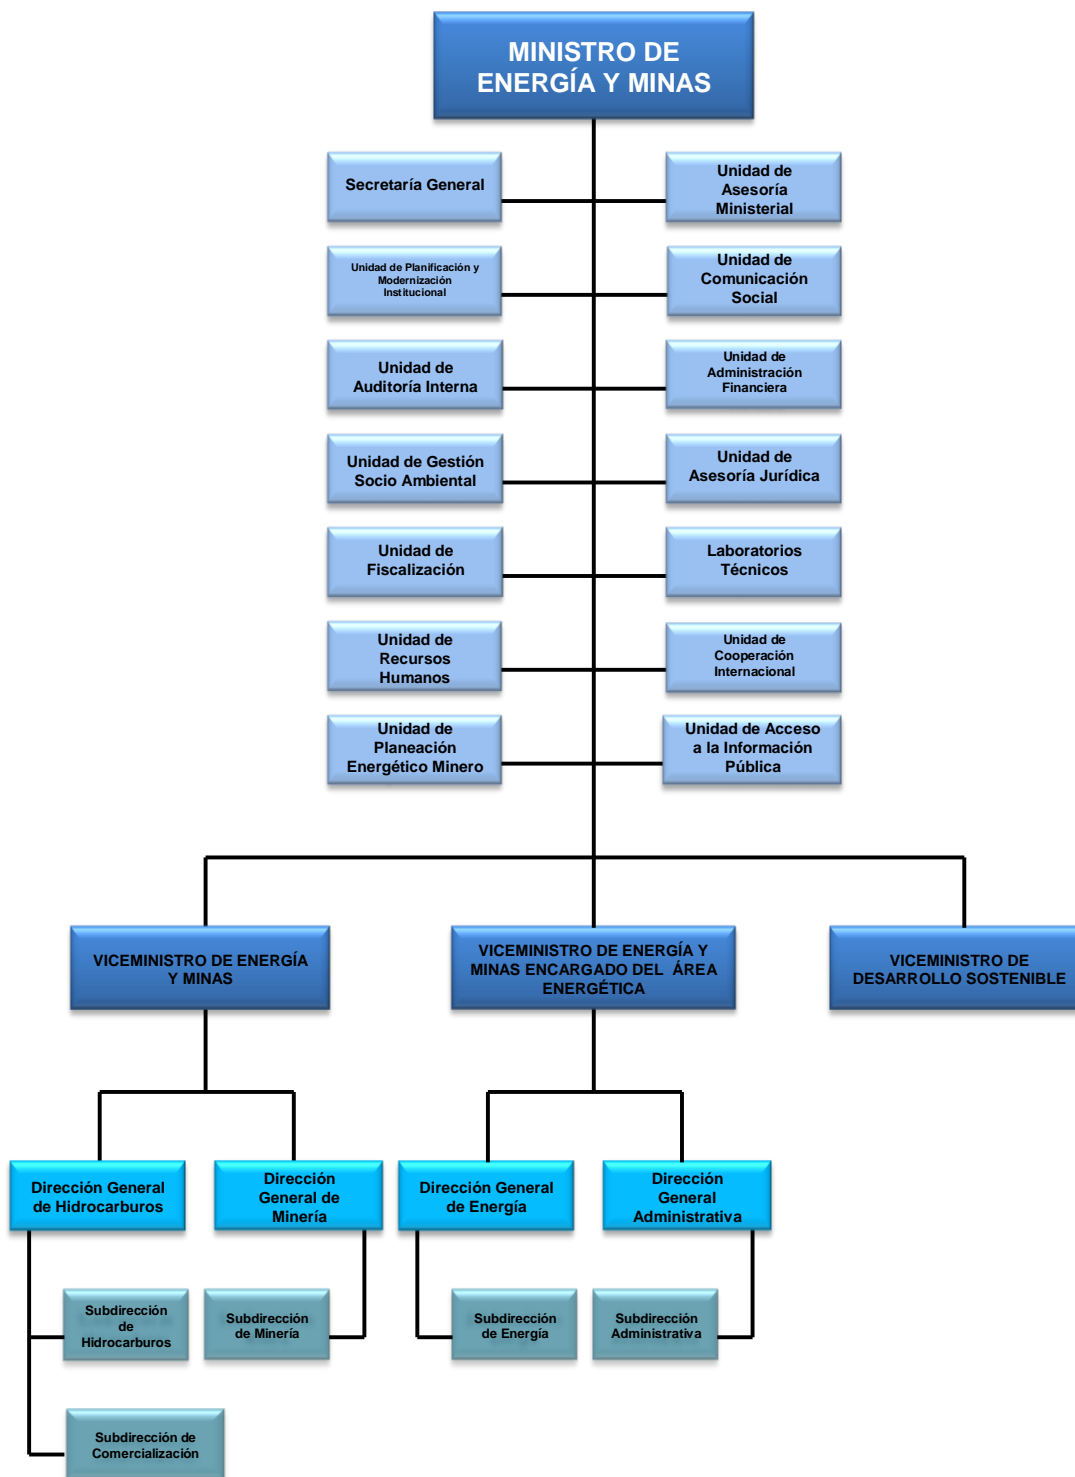 MINISTRO DE
ENERGÍA Y MINAS
Secretaría General
Unidad de
Asesoría
Ministerial
Unidad de Planificación y
Modernización
Institucional
Unidad de
Comunicación
Social
Unidad de
Auditoría Interna
Unidad de
Administración
Financiera
Unidad de Gestión
Socio Ambiental
Unidad de
Asesoría Jurídica
Unidad de
Fiscalización
Laboratorios
Técnicos
Unidad de
Recursos
Humanos
Unidad de
Cooperación
Internacional
Unidad de
Planeación
Energético Minero
Unidad de Acceso
a la Información
Pública
VICEMINISTRO DE ENERGÍA
Y MINAS
VICEMINISTRO DE ENERGÍA Y
MINAS ENCARGADO DEL ÁREA
ENERGÉTICA
VICEMINISTRO DE
DESARROLLO SOSTENIBLE
Dirección General
de Hidrocarburos
Dirección
General de
Minería
Dirección General
de Energía
Dirección
General
Administrativa
Subdirección
de
Hidrocarburos
Subdirección
de Minería
Subdirección
de Energía
Subdirección
Administrativa
Subdirección de
Comercialización